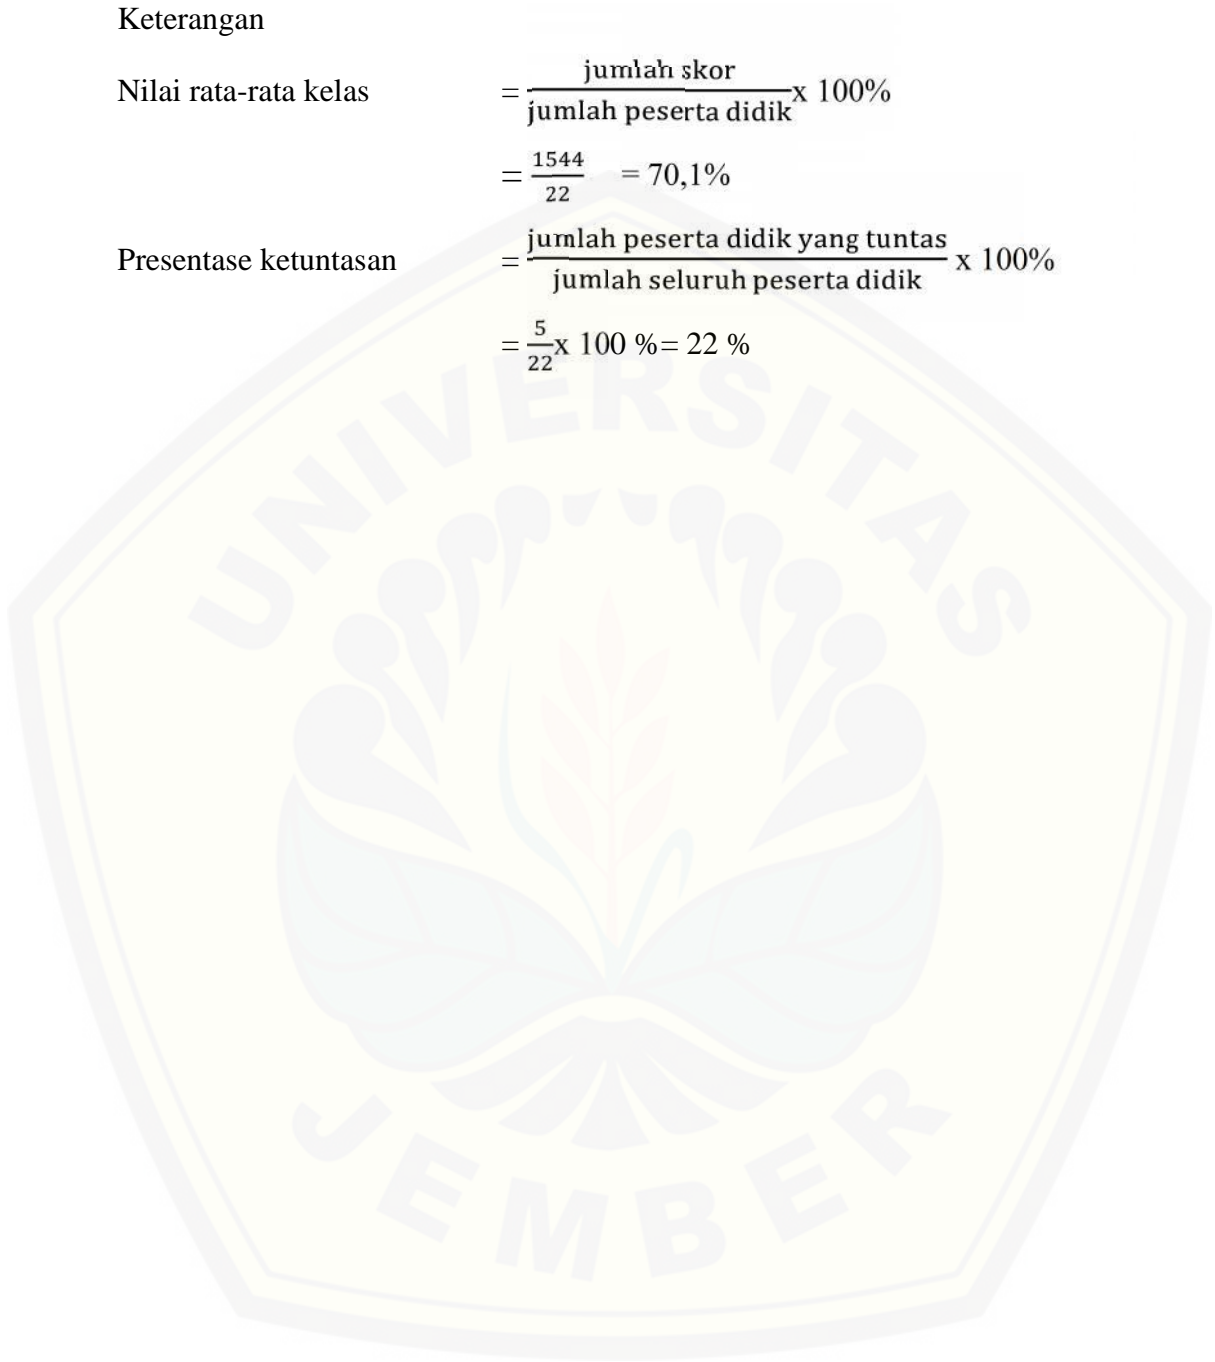 Keterangan
Nilai rata-rata kelas = jumlah skor / jumlah peserta didik x 100%
= 1544 / 22 = 70,1%
Presentase ketuntasan = jumlah peserta didik yang tuntas / jumlah seluruh peserta didik x 100%
= 5 / 22 x 100 %= 22 %
UNIVERSITAS
JEMBER